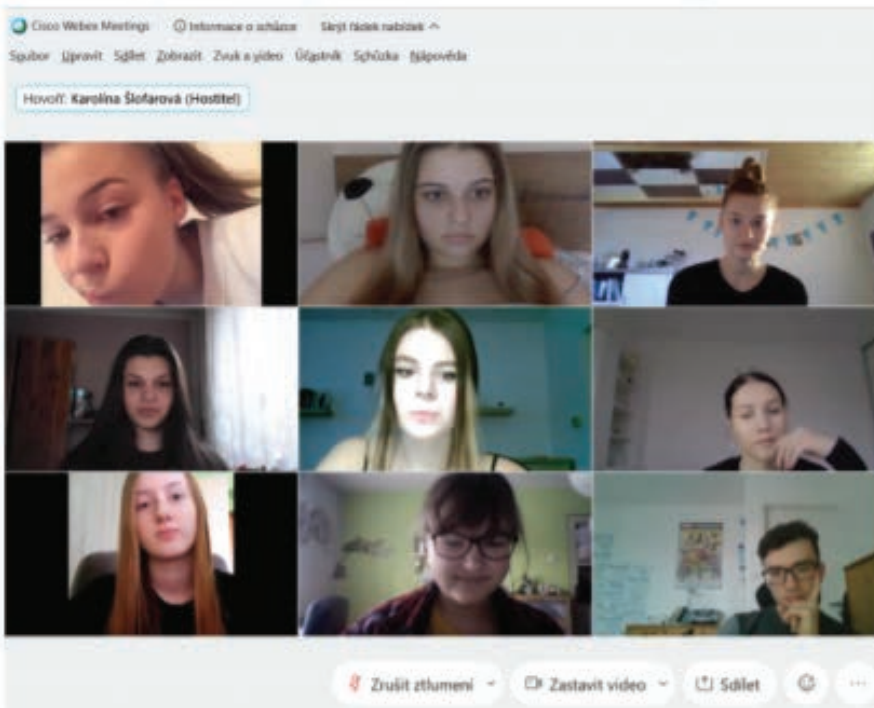 Cisco Webex Meetings Informace o schůzce Skrýt řádek nabídek
Soubor Upravit Sdílet Zobrazit Zvuk a video Účastník Schůzka Nápověda
Hovoří: Karolína Šlofarová (Hostitel)
Zrušit ztlumení Zastavit video Sdílet